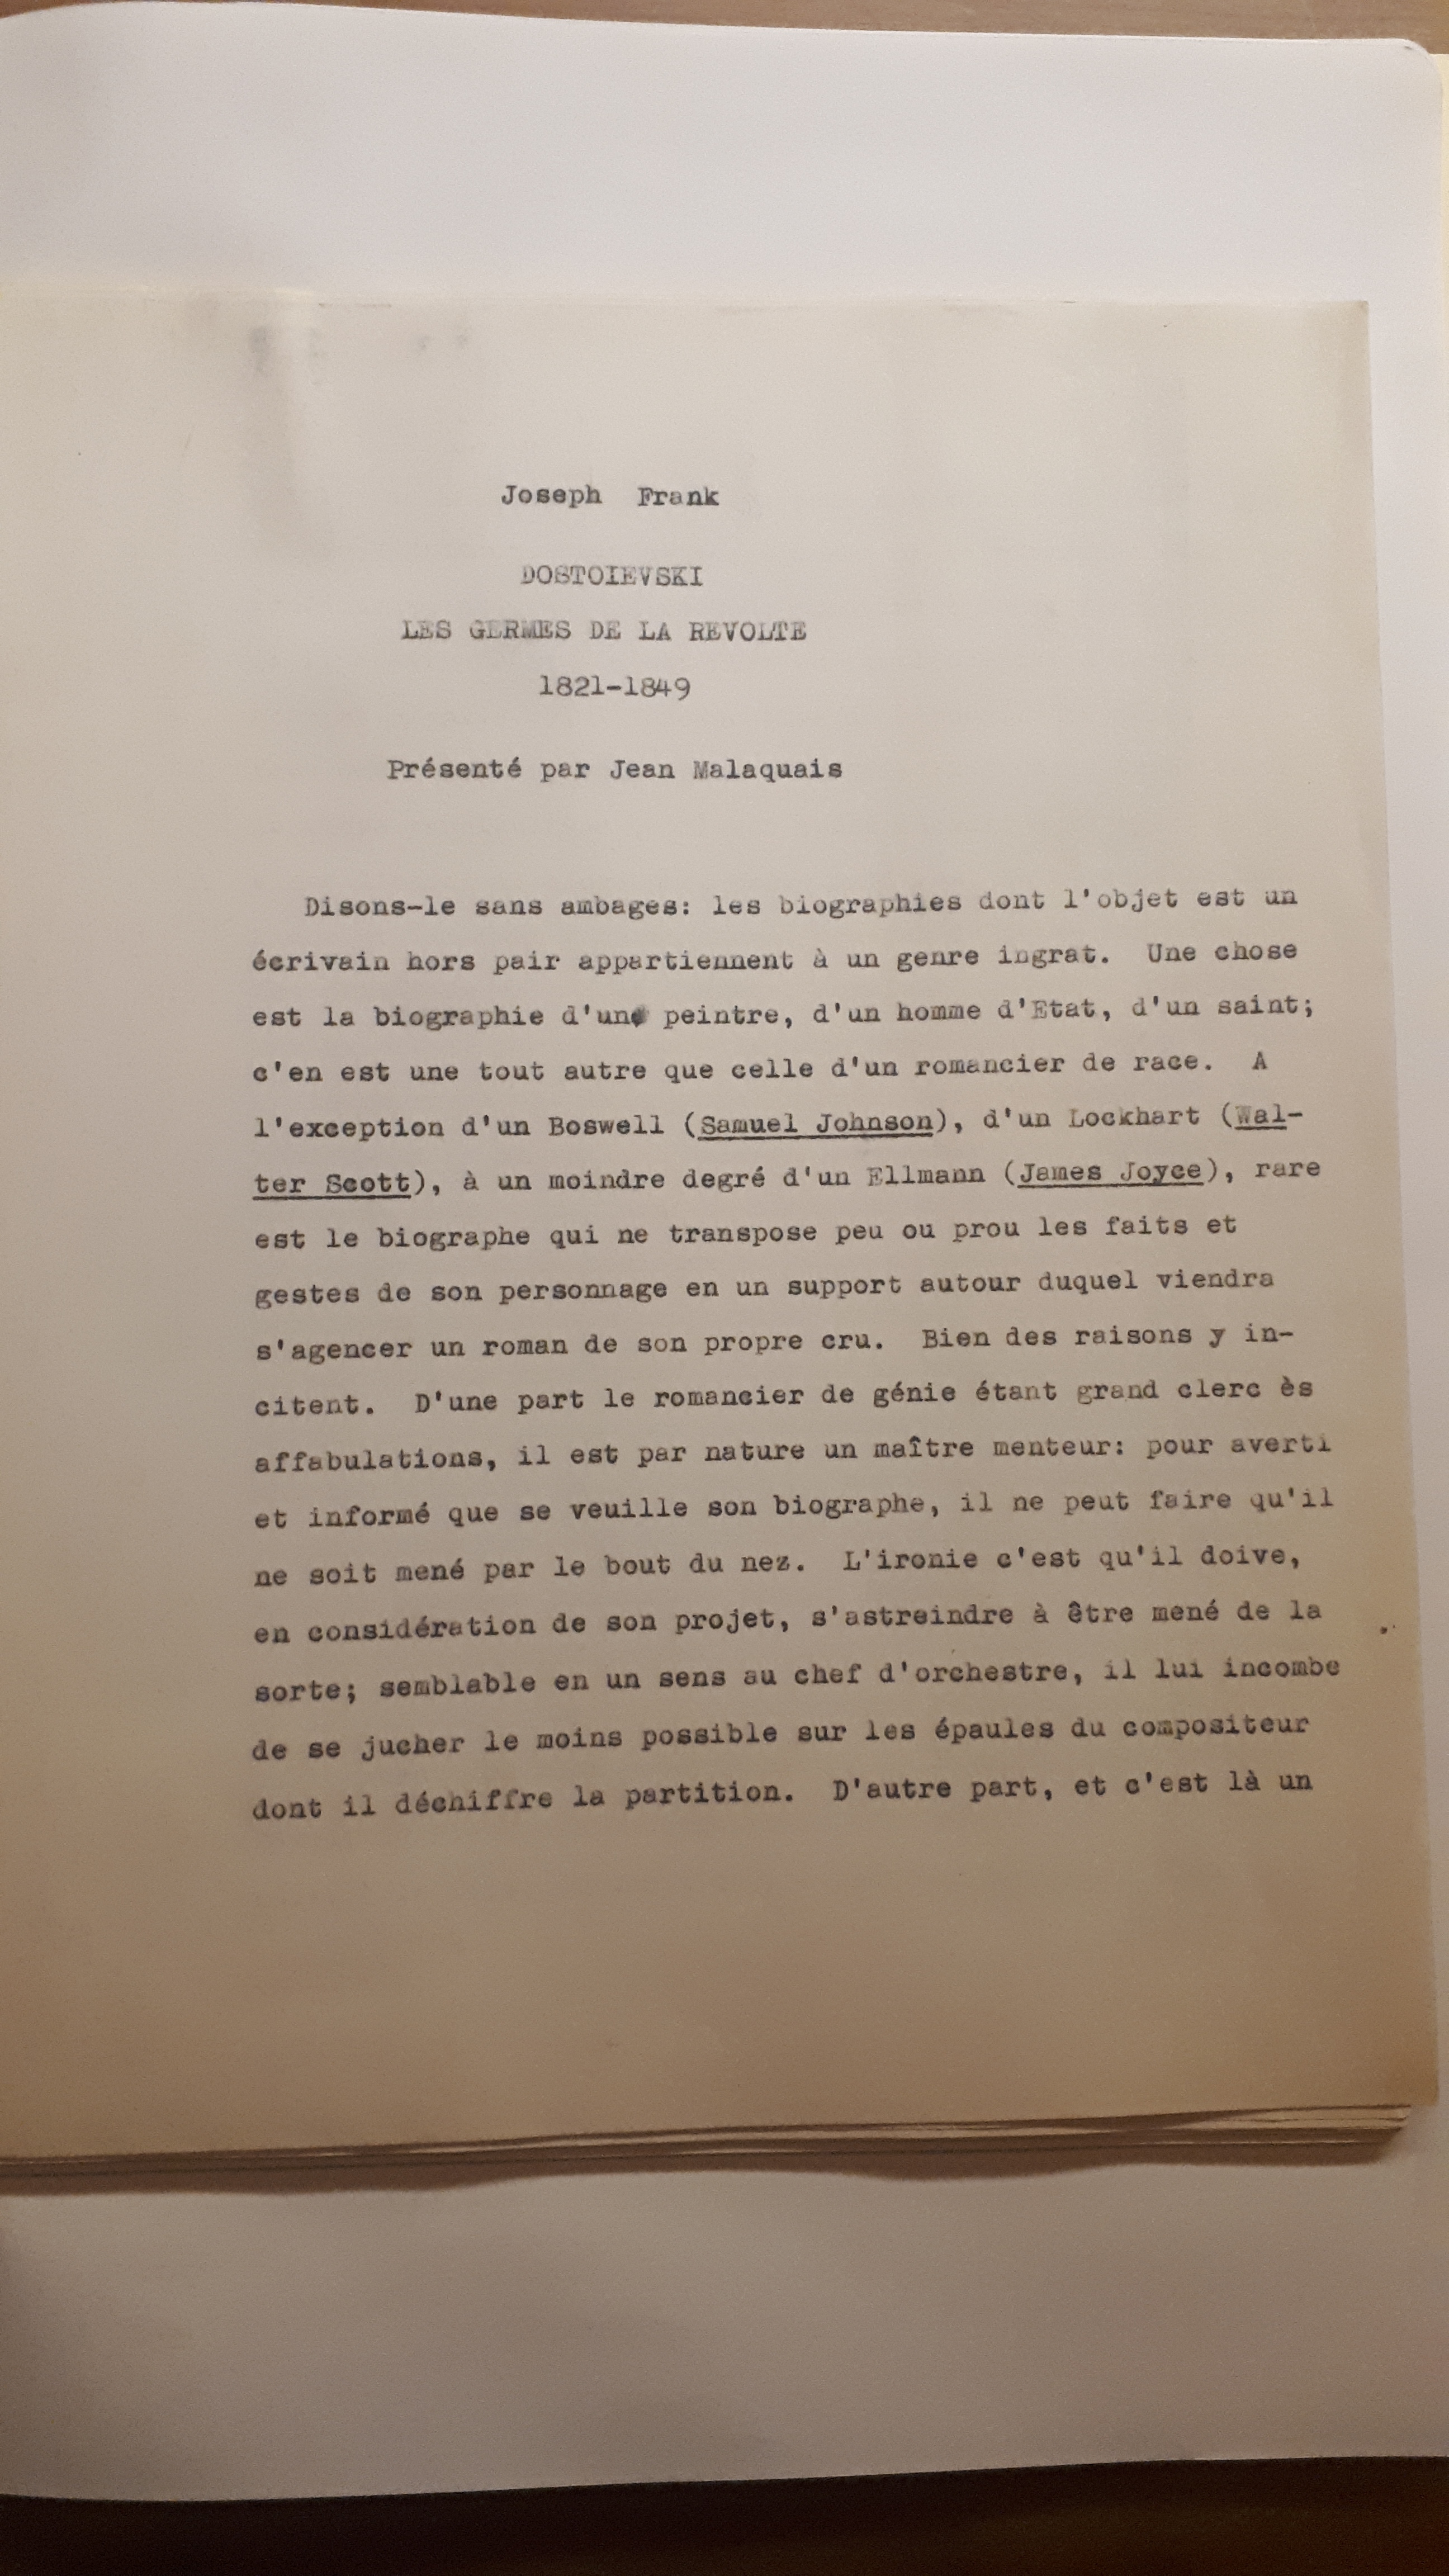 Joseph Frank
DOSTOIEVSKI
LES GERMES DE LA REVOLTE
1821-1849
Présenté par Jean Malaquais
Disons-le sans ambages: les biographies dont l'objet est un
écrivain hors pair appartiennent à un genre ingrat. Une chose
est la biographie d'un peintre, d'un homme d'Etat, d'un saint;
c'en est une tout autre que celle d'un romancier de race. A
l'exception d'un Boswell (Samuel Johnson), d'un Lockhart (Wal-
ter Scott), à un moindre degré d'un Ellmann (James Joyce), rare
est le biographe qui ne transpose peu ou prou les faits et
gestes de son personnage en un support autour duquel viendra
s'agencer un roman de son propre cru. Bien des raisons y in-
citent. D'une part le romancier de génie étant grand clerc ès
affabulations, il est par nature un maître menteur: pour averti
et informé que se veuille son biographe, il ne peut faire qu'il
ne soit mené par le bout du nez. L'ironie c'est qu'il doive,
en considération de son projet, s'astreindre à être mené de la
sorte; semblable en un sens au chef d'orchestre, il lui incombe
de se jucher le moins possible sur les épaules du compositeur
dont il déchiffre la partition. D'autre part, et c'est là un